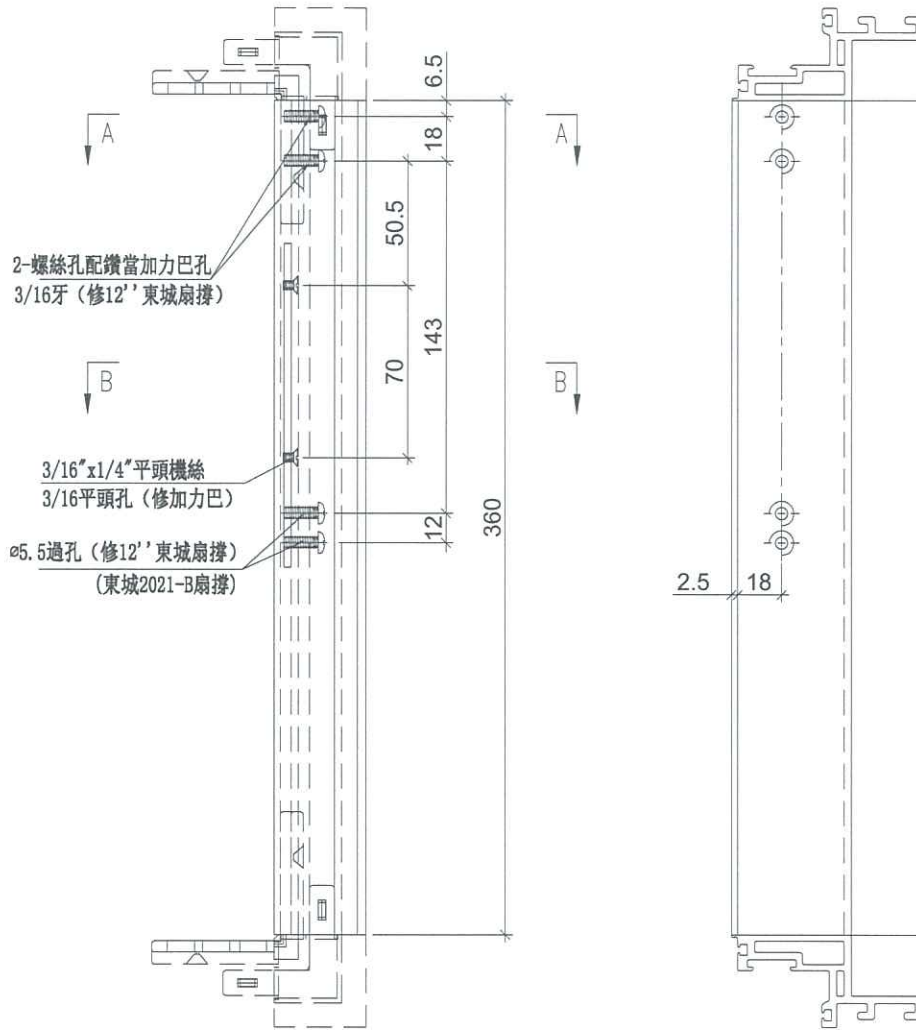 6.5
A
A
18
50.5
2-螺絲孔配鑽當加力巴孔
3/16牙（修12''東城扇撐）
143
B
B
70
3/16"x1/4"平頭機絲
3/16平頭孔（修加力巴）
360
12
ø5.5過孔（修12''東城扇撐）
(東城2021-B扇撐)
2.5
18